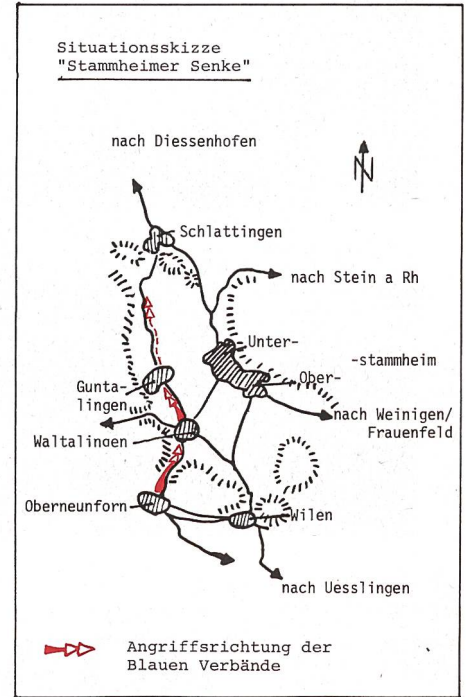 Situationsskizze
"Stammheimer Senke"
nach Diessenhofen
N
Schlattingen
nach Stein a Rh
Unter-
-stammheim
Ober-
Gunta-
lingen
nach Weinigen/
Frauenfeld
Waltalingen
Oberneunforn
Wilen
nach Uesslingen
Angriffsrichtung der
Blauen Verbände